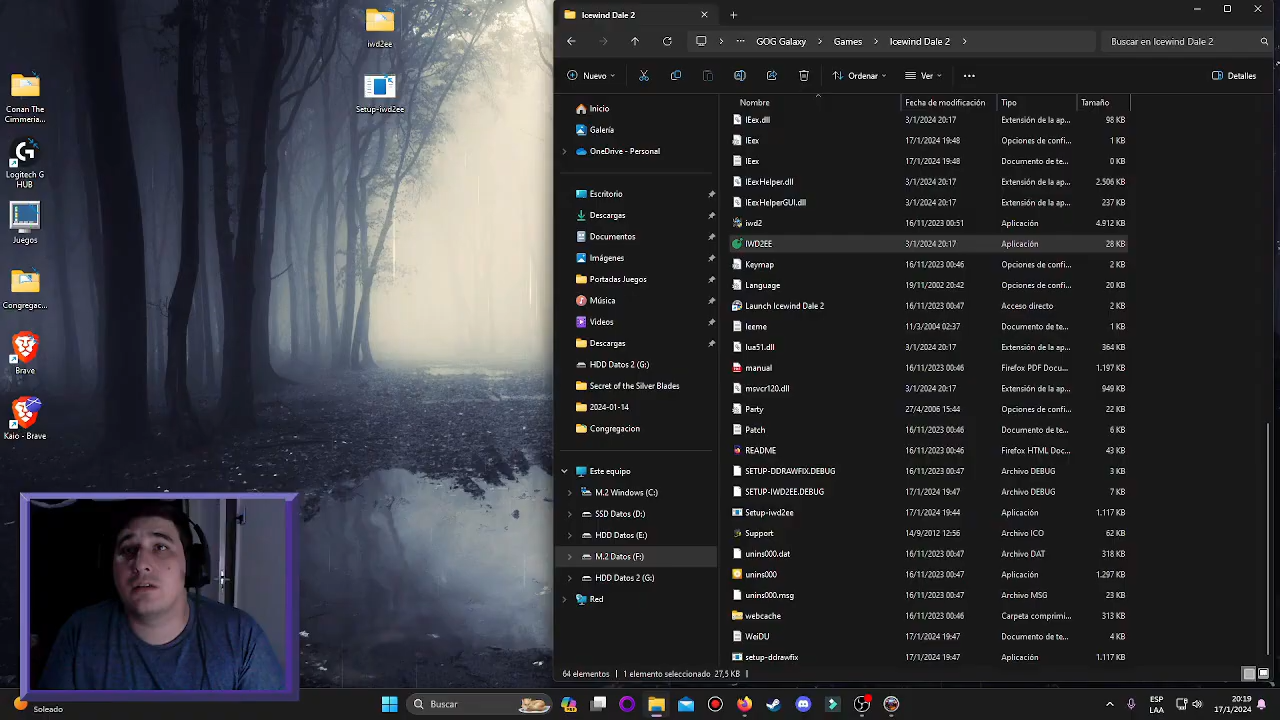 iwd2ee
Setup-iwd2ee
Conan The
Cimmeria...
Logitech G
HUB
Juegos
Congregac...
Brave
Kalo - Brave
Icewind Dale 2
GOG Galaxy
Games
Icewind Dale 2
Buscar en Icewind Dale 2
Nuevo
Ordenar
Ver
Det
Inicio
Galería
OneDrive - Personal
Escritorio
Descargas
Documentos
Imágenes
Portadas Juegos
Música
Videos
Descargas
HDD Datos 2 (G:)
Secret of the Silver Blades
2024-01-14
Congregacion
Este equipo
M.2 Windows (C:)
SSD Datos (D:)
HDD Datos (E:)
M.2 Datos (F:)
HDD Datos 2 (G:)
Red
Nombre Fecha de modificación Tipo Tamaño
IEex.dll 3/1/2024 20:17 Extensión de la ap... 98 KB
IEex 17/1/2024 19:48 Opciones de confi... 1 KB
IEex 17/1/2024 19:48 Documento de te... 0 KB
IExHelper.dll 3/1/2024 20:17 Extensión de la ap... 2.506 KB
IExHelperGUI.dll 3/1/2024 20:17 Extensión de la ap... 237 KB
iwd2 16/11/2023 00:51 Aplicación 4.912 KB
IWD2EE 3/1/2024 20:17 Aplicación 28 KB
Keymap 16/11/2023 00:46 Opciones de confi... 2 KB
Language 19/11/2002 20:42 Opciones de confi... 20 KB
Launch Icewind Dale 2 16/11/2023 00:47 Acceso directo 2 KB
leeme 11/3/2004 02:37 Documento de te... 1 KB
lua51.dll 3/1/2024 20:17 Extensión de la ap... 364 KB
manual 16/11/2023 00:46 Firefox PDF Docu... 1.197 KB
msvcr120.dll 3/1/2024 20:17 Extensión de la ap... 949 KB
Party 27/4/2006 15:44 Opciones de confi... 22 KB
Patch 16/11/2023 00:46 Documento de te... 6 KB
README 16/11/2023 00:46 Firefox HTML Doc... 43 KB
SETUP-DDRAWFIX.DEBUG 16/11/2023 00:47 Archivo DEBUG 3 KB
SETUP-IWD2EE.DEBUG 17/1/2024 19:47 Archivo DEBUG 7 KB
Setup-iwd2ee 17/1/2024 19:44 Aplicación 1.117 KB
Support 14/9/2012 12:56 Archivo ICO 62 KB
unins000.dat 16/11/2023 00:47 Archivo DAT 318 KB
unins000 16/11/2023 00:47 Aplicación 1.297 KB
unins000.msg 16/11/2023 00:47 Archivo MSG 23 KB
webcache 16/11/2023 00:46 Carpeta comprimi... 313 KB
WeiDU 17/1/2024 19:47 Documento de te... 4 KB
setup-ddrawfix 17/1/2024 19:47 Aplicación 1.117 KB
64 elementos 1 elemento seleccionado 27,5 KB
Soleado
Buscar
ESP
LAA
20:19
17/1/2024